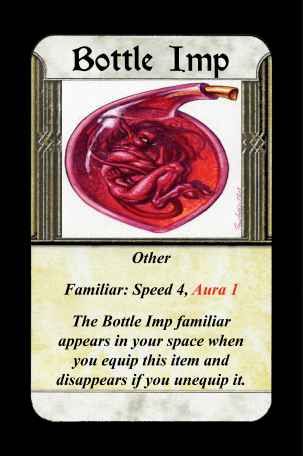 Bottle Imp
Other
Familiar: Speed 4, Aura 1
The Bottle Imp familiar
appears in your space when
you equip this item and
disappears if you unequip it.